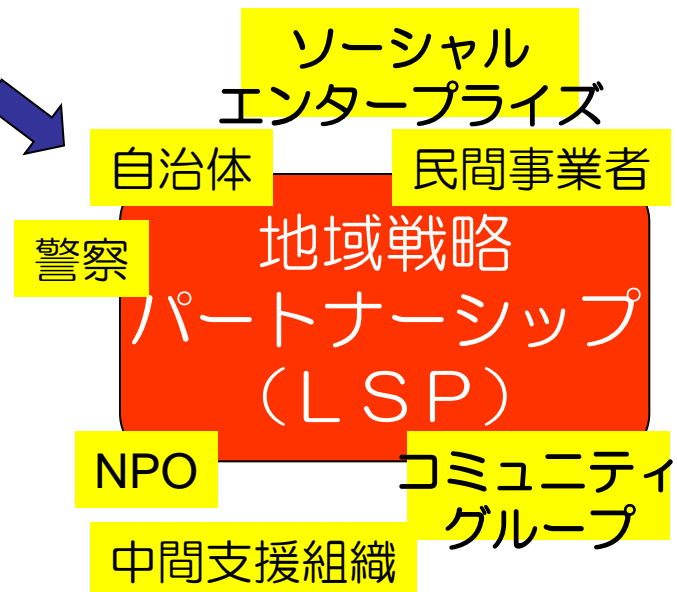 ソーシャル
エンタープライズ
自治体
民間事業者
警察
地域戦略
パートナーシップ
（ＬＳＰ）
NPO
コミュニティ
グループ
中間支援組織